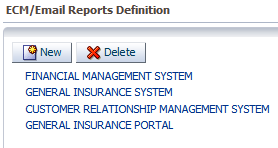 ECM/Email Reports Definition
New Delete
FINANCIAL MANAGEMENT SYSTEM
GENERAL INSURANCE SYSTEM
CUSTOMER RELATIONSHIP MANAGEMENT SYSTEM
GENERAL INSURANCE PORTAL